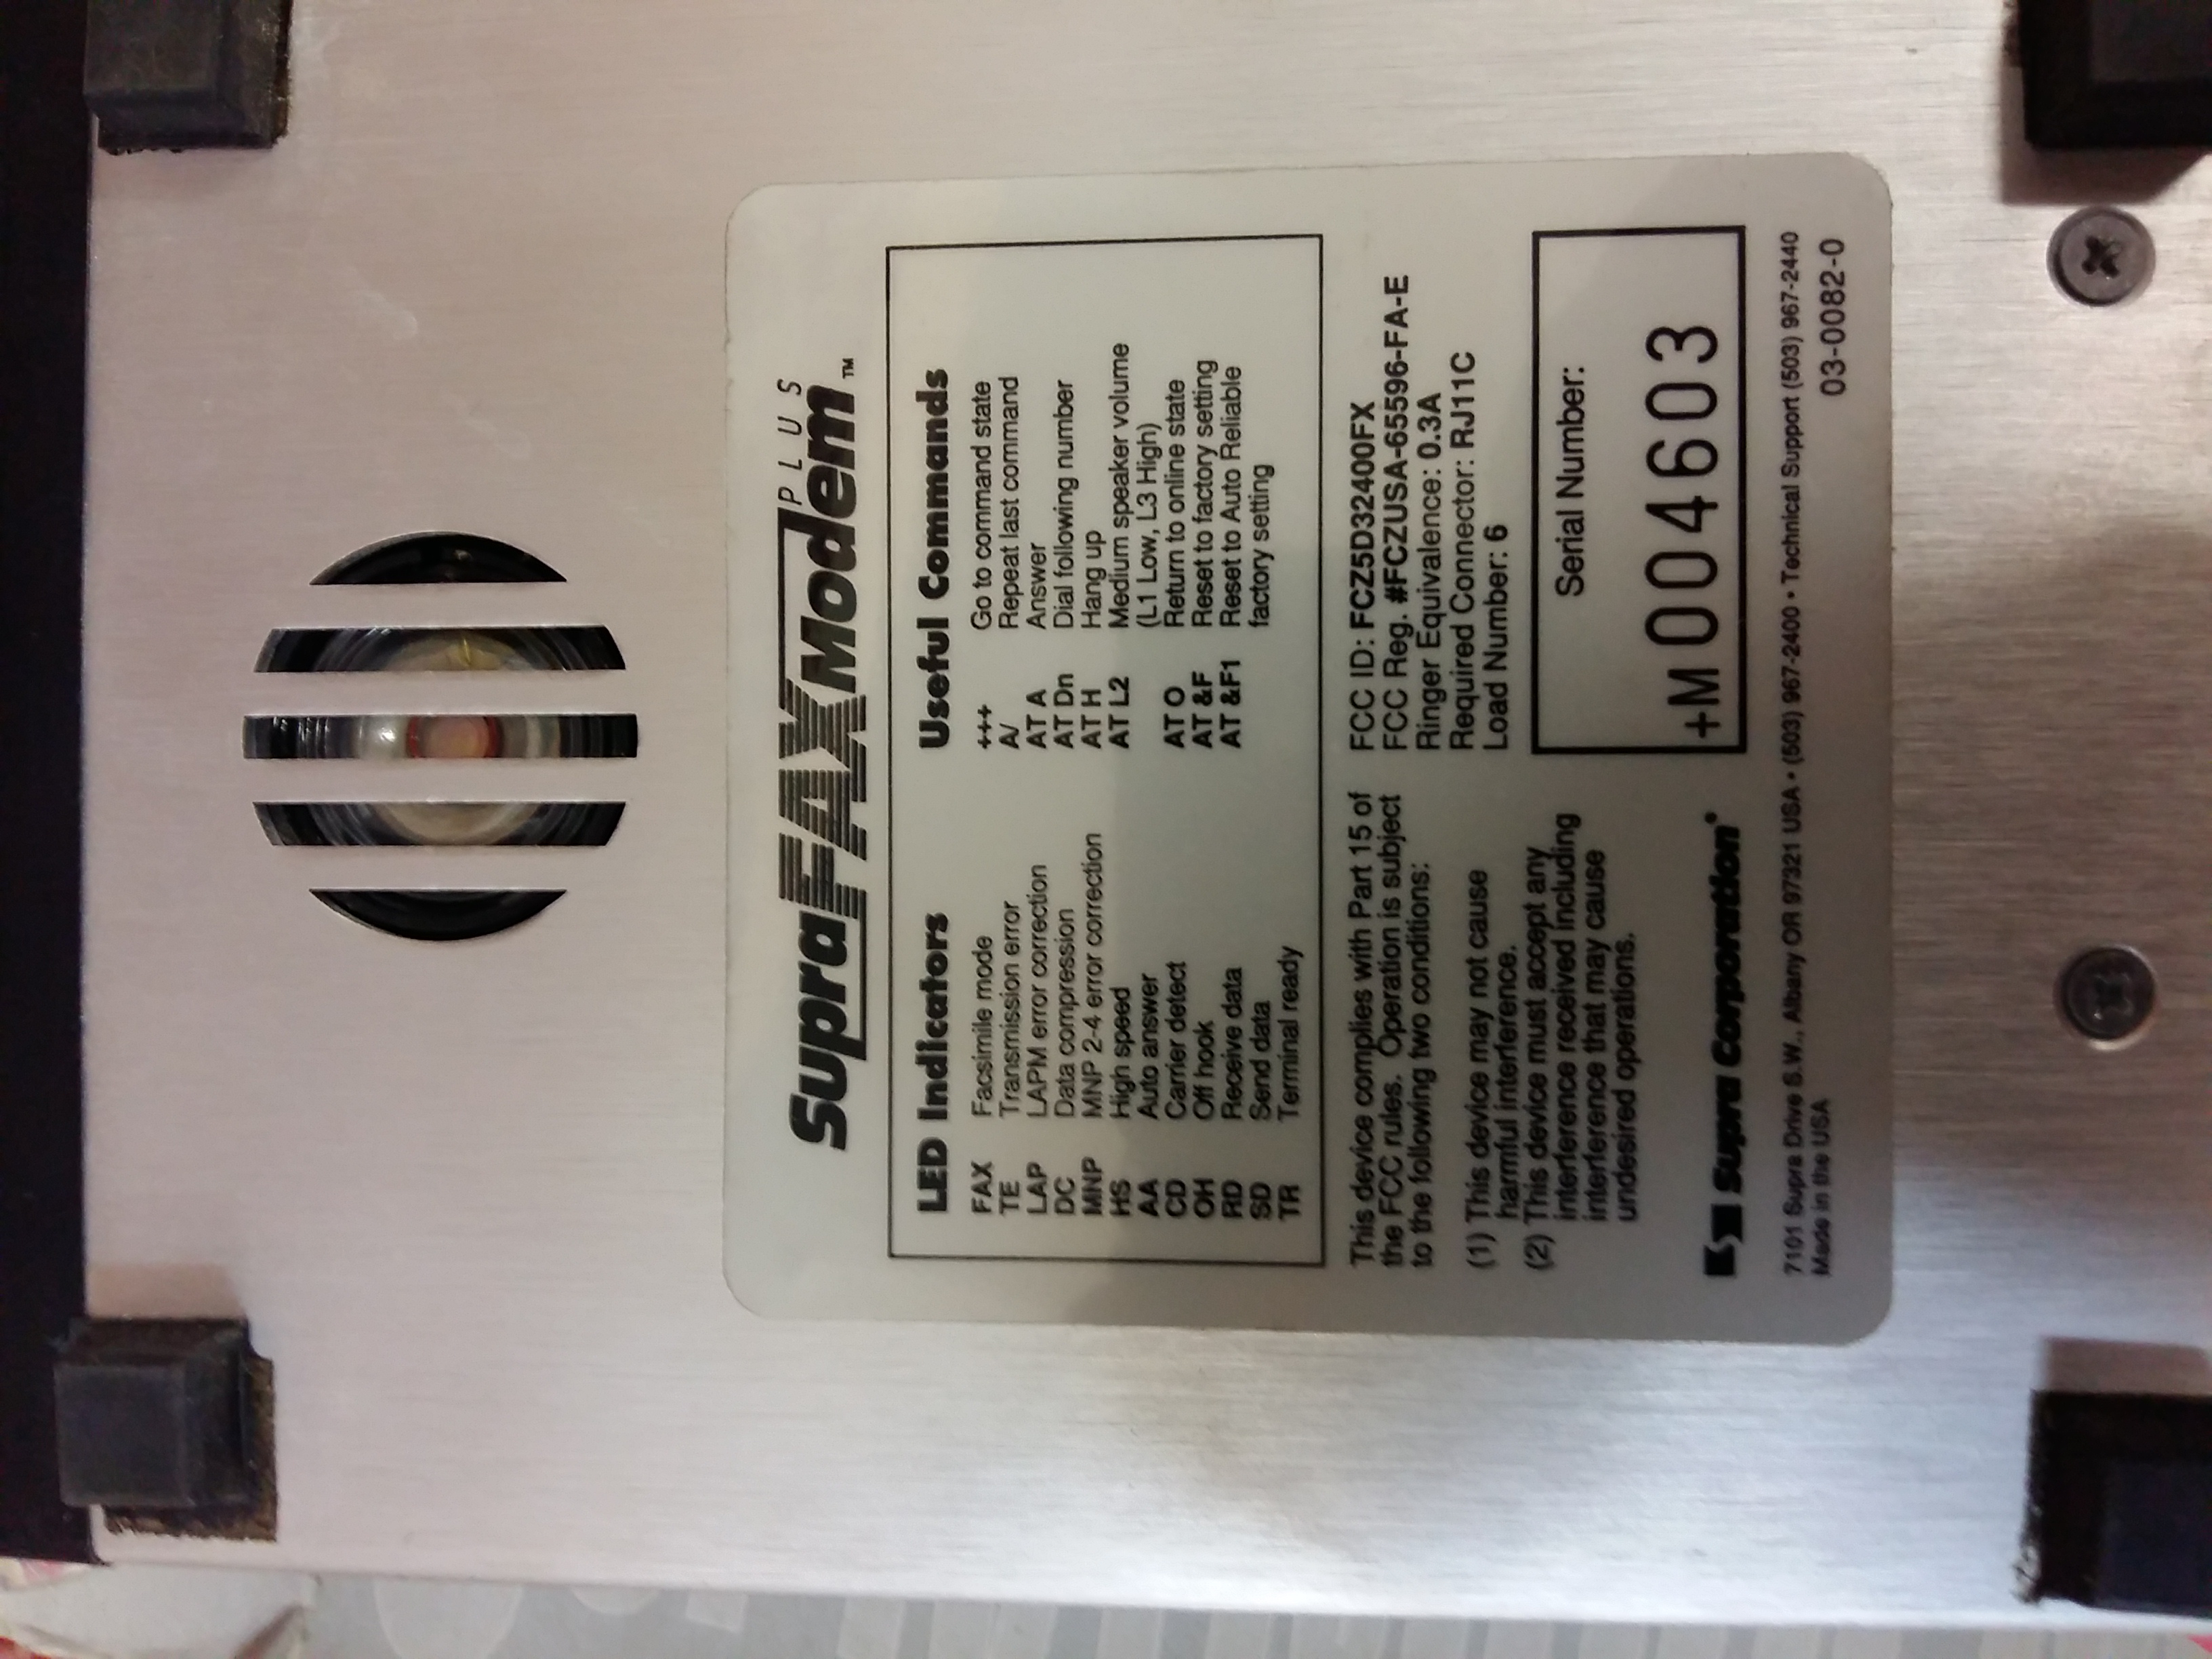 SupraFAXModem PLUS ™
LED Indicators
FAX Facsimile mode
TE Transmission error
LAP LAPM error correction
DC Data compression
MNP MNP 2-4 error correction
HS High speed
AA Auto answer
CD Carrier detect
OH Off hook
RD Receive data
SD Send data
TR Terminal ready
Useful Commands
+++ Go to command state
A/ Repeat last command
AT A Answer
AT Dn Dial following number
AT H Hang up
AT L2 Medium speaker volume
(L1 Low, L3 High)
AT O Return to online state
AT &F Reset to factory setting
AT &F1 Reset to Auto Reliable
factory setting
This device complies with Part 15 of
the FCC rules. Operation is subject
to the following two conditions:
(1) This device may not cause
harmful interference.
(2) This device must accept any
interference received including
interference that may cause
undesired operations.
FCC ID: FCZ5D32400FX
FCC Reg. #FCZUSA-65596-FA-E
Ringer Equivalence: 0.3A
Required Connector: RJ11C
Load Number: 6
Serial Number:
+M004603
Supra Corporation®
7101 Supra Drive S.W., Albany OR 97321 USA • (503) 967-2400 • Technical Support (503) 967-2440
Made in the USA
03-0082-0